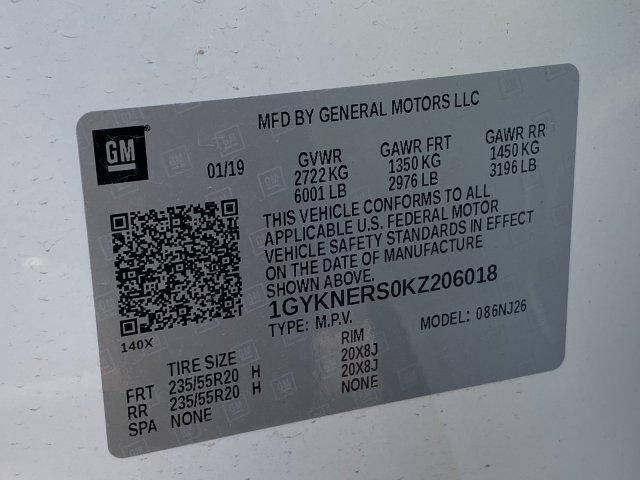 MFD BY GENERAL MOTORS LLC
GM
01/19
GVWR GAWR FRT GAWR RR
2722 KG 1350 KG 1450 KG
6001 LB 2976 LB 3196 LB
THIS VEHICLE CONFORMS TO ALL
APPLICABLE U.S. FEDERAL MOTOR
VEHICLE SAFETY STANDARDS IN EFFECT
ON THE DATE OF MANUFACTURE
SHOWN ABOVE.
1GYKNERS0KZ206018
TYPE: M.P.V. MODEL: 086NJ26
140X
TIRE SIZE RIM
FRT 235/55R20 H 20X8J
RR 235/55R20 H 20X8J
SPA NONE NONE